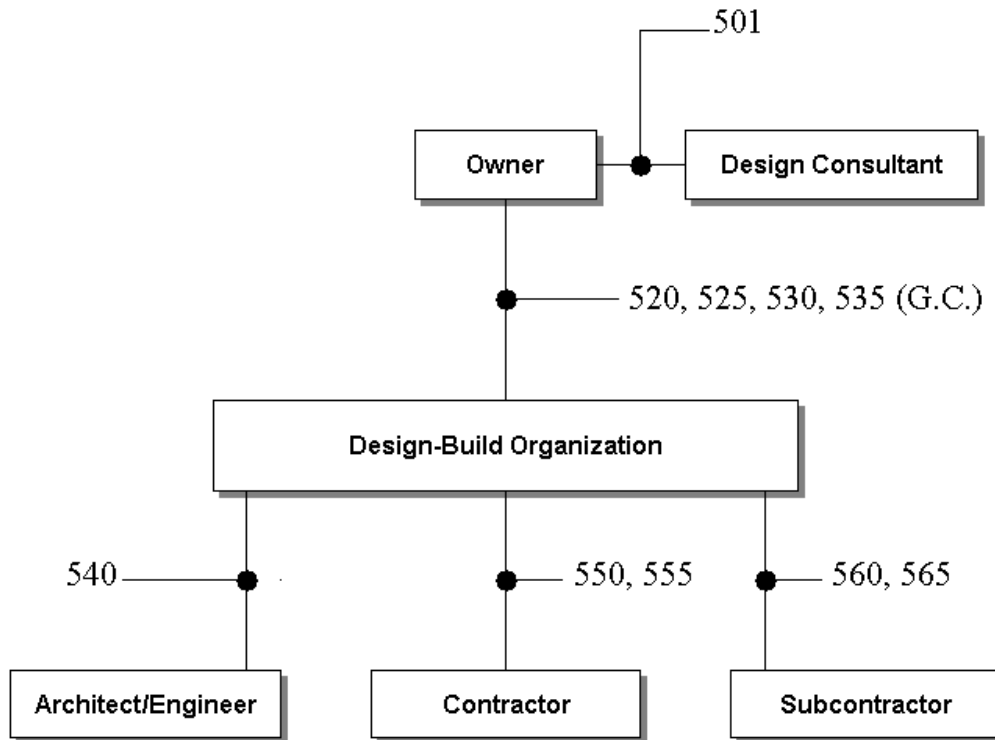 501
Owner
Design Consultant
520, 525, 530, 535 (G.C.)
Design-Build Organization
540
550, 555
560, 565
Architect/Engineer
Contractor
Subcontractor